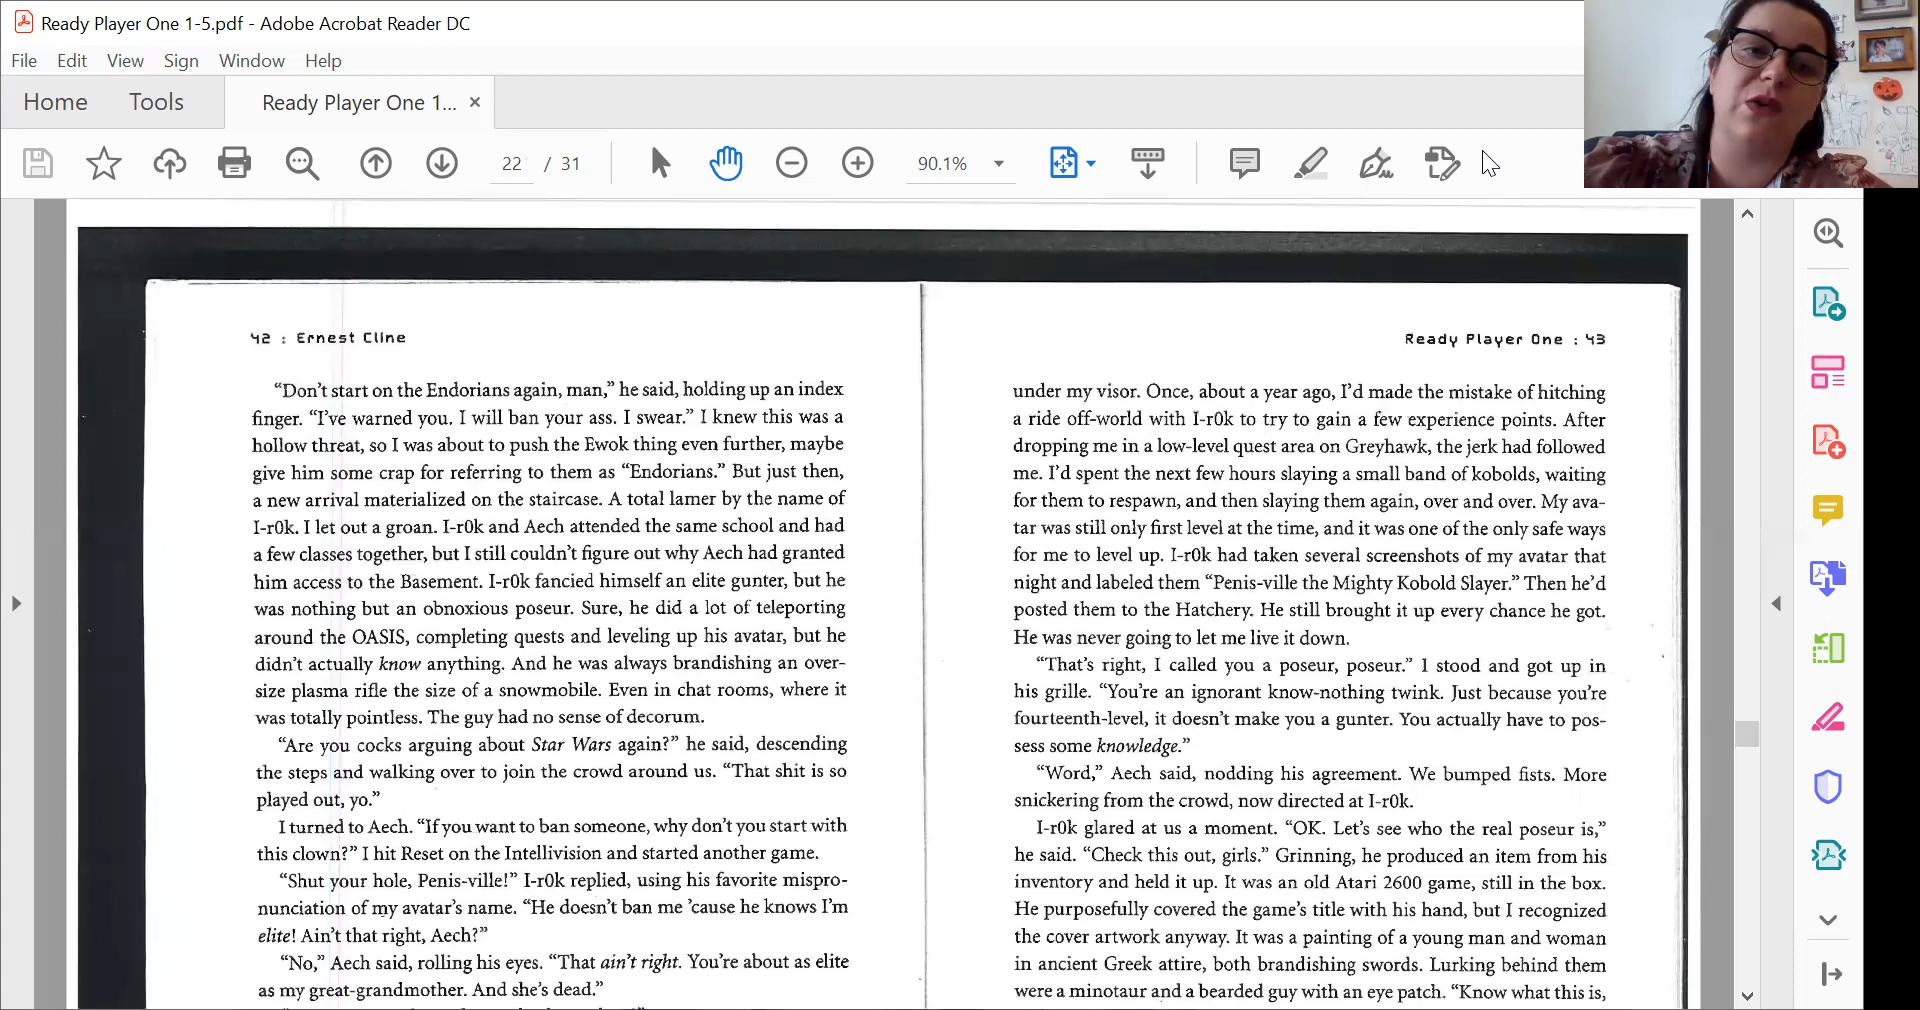 Ready Player One 1-5.pdf - Adobe Acrobat Reader DC
File Edit View Sign Window Help
Home Tools Ready Player One 1... ×
22 / 31 90.1%
42 : Ernest Cline
“Don’t start on the Endorians again, man,” he said, holding up an index
finger. “I’ve warned you. I will ban your ass. I swear.” I knew this was a
hollow threat, so I was about to push the Ewok thing even further, maybe
give him some crap for referring to them as “Endorians.” But just then,
a new arrival materialized on the staircase. A total lamer by the name of
I-r0k. I let out a groan. I-r0k and Aech attended the same school and had
a few classes together, but I still couldn’t figure out why Aech had granted
him access to the Basement. I-r0k fancied himself an elite gunter, but he
was nothing but an obnoxious poseur. Sure, he did a lot of teleporting
around the OASIS, completing quests and leveling up his avatar, but he
didn’t actually know anything. And he was always brandishing an over-
size plasma rifle the size of a snowmobile. Even in chat rooms, where it
was totally pointless. The guy had no sense of decorum.
“Are you cocks arguing about Star Wars again?” he said, descending
the steps and walking over to join the crowd around us. “That shit is so
played out, yo.”
I turned to Aech. “If you want to ban someone, why don’t you start with
this clown?” I hit Reset on the Intellivision and started another game.
“Shut your hole, Penis-ville!” I-r0k replied, using his favorite mispro-
nunciation of my avatar’s name. “He doesn’t ban me ’cause he knows I’m
elite! Ain’t that right, Aech?”
“No,” Aech said, rolling his eyes. “That ain’t right. You’re about as elite
as my great-grandmother. And she’s dead.”
Ready Player One : 43
under my visor. Once, about a year ago, I’d made the mistake of hitching
a ride off-world with I-r0k to try to gain a few experience points. After
dropping me in a low-level quest area on Greyhawk, the jerk had followed
me. I’d spent the next few hours slaying a small band of kobolds, waiting
for them to respawn, and then slaying them again, over and over. My ava-
tar was still only first level at the time, and it was one of the only safe ways
for me to level up. I-r0k had taken several screenshots of my avatar that
night and labeled them “Penis-ville the Mighty Kobold Slayer.” Then he’d
posted them to the Hatchery. He still brought it up every chance he got.
He was never going to let me live it down.
“That’s right, I called you a poseur, poseur.” I stood and got up in
his grille. “You’re an ignorant know-nothing twink. Just because you’re
fourteenth-level, it doesn’t make you a gunter. You actually have to pos-
sess some knowledge.”
“Word,” Aech said, nodding his agreement. We bumped fists. More
snickering from the crowd, now directed at I-r0k.
I-r0k glared at us a moment. “OK. Let’s see who the real poseur is,”
he said. “Check this out, girls.” Grinning, he produced an item from his
inventory and held it up. It was an old Atari 2600 game, still in the box.
He purposefully covered the game’s title with his hand, but I recognized
the cover artwork anyway. It was a painting of a young man and woman
in ancient Greek attire, both brandishing swords. Lurking behind them
were a minotaur and a bearded guy with an eye patch. “Know what this is,